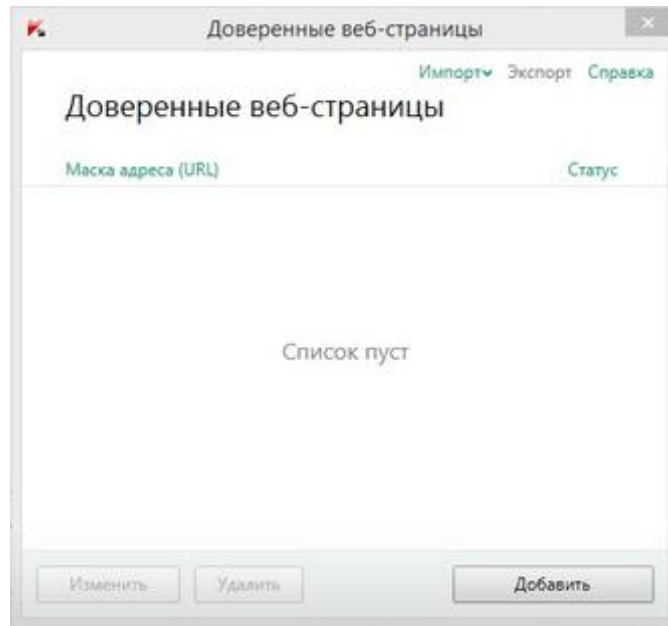 Доверенные веб-страницы
Импорт Экспорт Справка
Доверенные веб-страницы
Маска адреса (URL) Статус
Список пуст
Изменить Удалить Добавить